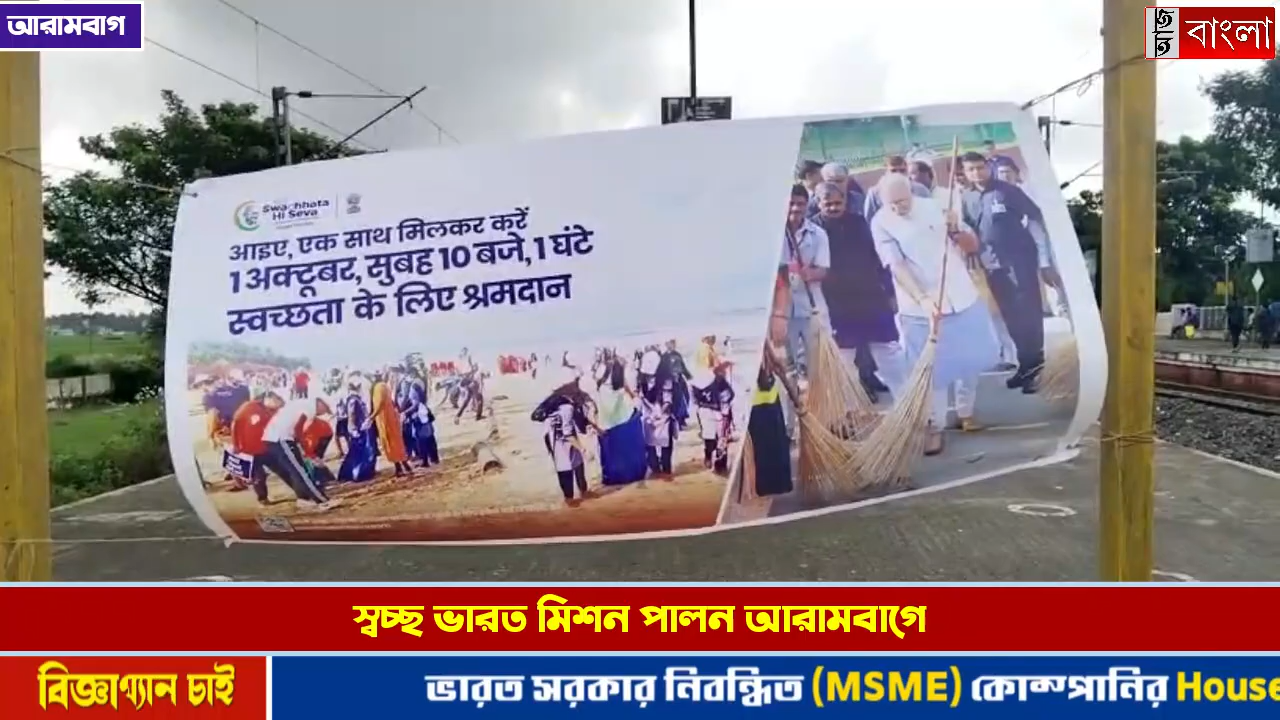 আরামবাগ
আজ বাংলা
Swachhata
Hi Seva
आइए, एक साथ मिलकर करें
1 अक्टूबर, सुबह 10 बजे, 1 घंटे
स्वच्छता के लिए श्रमदान
স্বচ্ছ ভারত মিশন পালন আরামবাগে
বিজ্ঞাপ্যান চাই ভারত সরকার নিবন্ধিত (MSME) কোম্পানির House